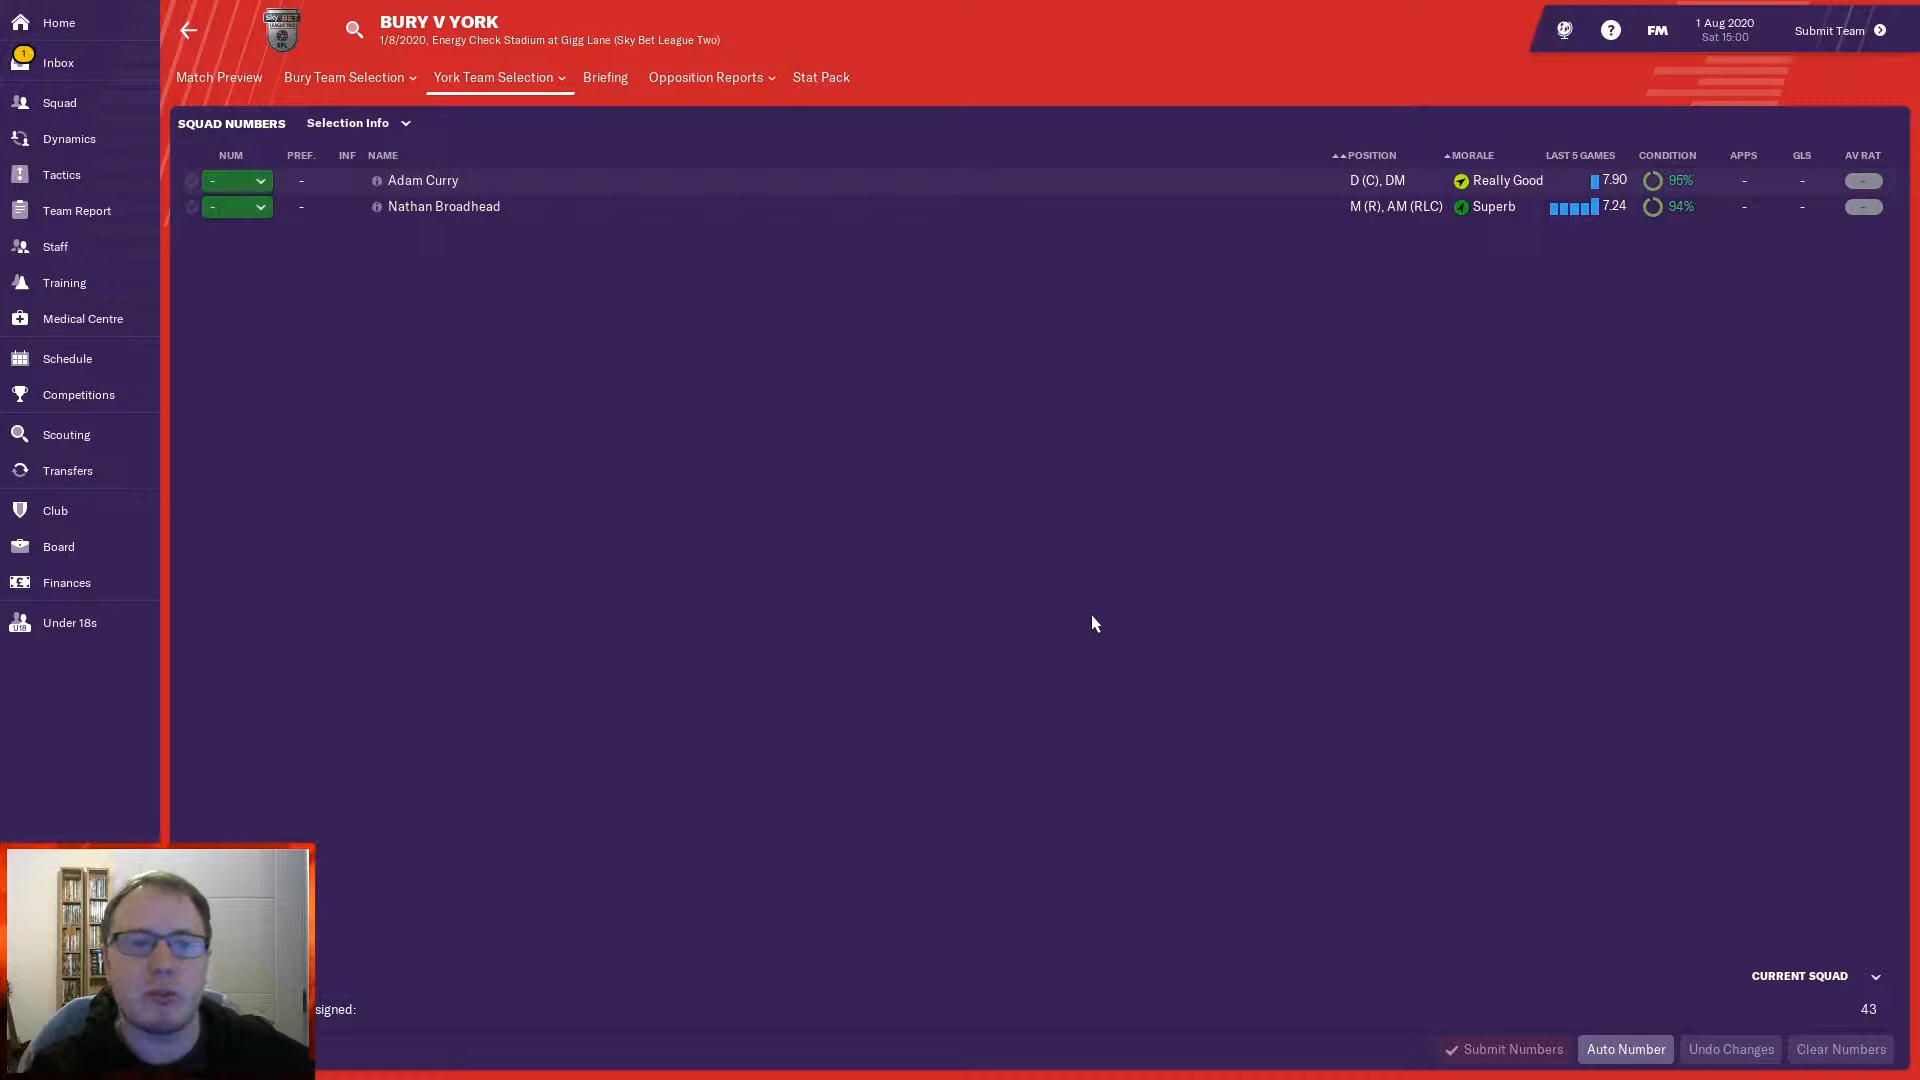 Home
1
Inbox
Squad
Dynamics
Tactics
Team Report
Staff
Training
Medical Centre
Schedule
Competitions
Scouting
Transfers
Club
Board
Finances
U18
Under 18s
sky BET
EFL
BURY V YORK
1/8/2020, Energy Check Stadium at Gigg Lane (Sky Bet League Two)
?
FM
1 Aug 2020
Sat 15:00
Submit Team
Match Preview
Bury Team Selection
York Team Selection
Briefing
Opposition Reports
Stat Pack
SQUAD NUMBERS
Selection Info
NUM PREF. INF NAME POSITION MORALE LAST 5 GAMES CONDITION APPS GLS AV RAT
- - Adam Curry D (C), DM Really Good 7.90 95% - - -
- - Nathan Broadhead M (R), AM (RLC) Superb 7.24 94% - - -
CURRENT SQUAD
signed: 43
Submit Numbers
Auto Number
Undo Changes
Clear Numbers